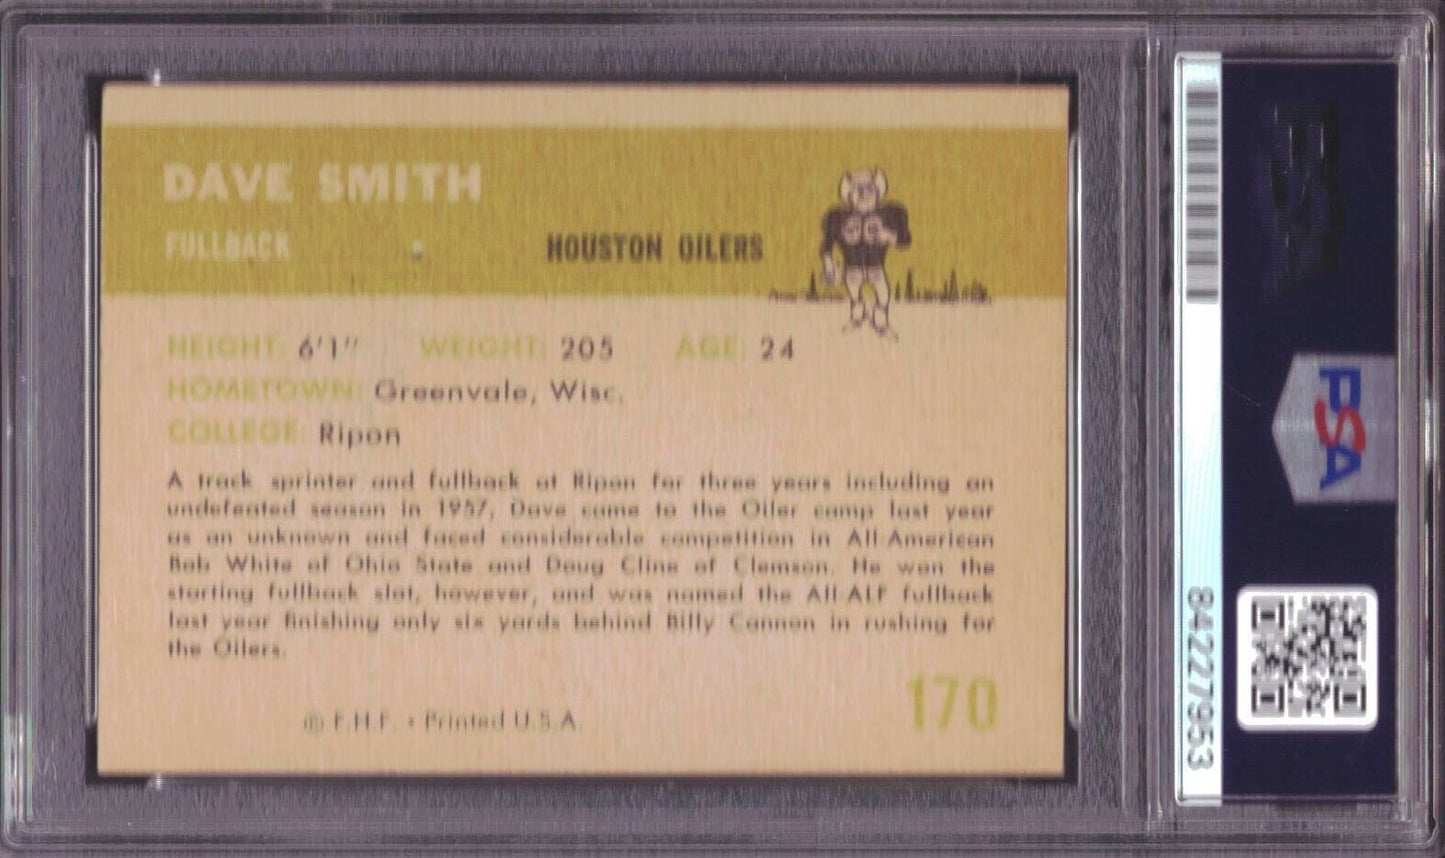 DAVE SMITH
FULLBACK
HOUSTON OILERS
HEIGHT: 6'1" WEIGHT: 205 AGE: 24
HOMETOWN: Greenvale, Wisc.
COLLEGE: Ripon
A track sprinter and fullback at Ripon for three years including an
undefeated season in 1957, Dave came to the Oiler camp last year
as an unknown and faced considerable competition in All-American
Bob White of Ohio State and Doug Cline of Clemson. He won the
starting fullback slot, however, and was named the All-ALF fullback
last year finishing only six yards behind Billy Cannon in rushing for
the Oilers.
© F.H.F. • Printed U.S.A.
170
PSA
PSA
84227953